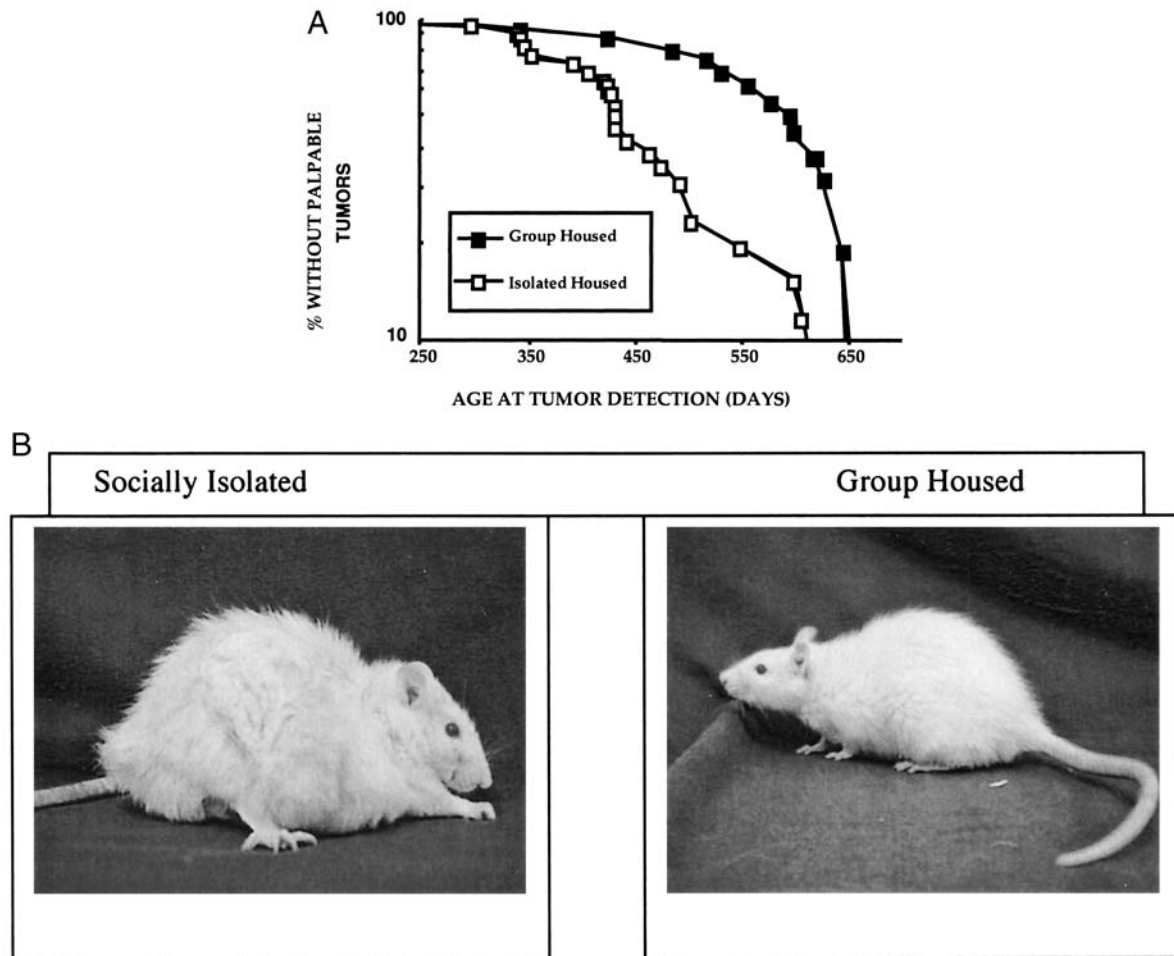 A
100
10
% WITHOUT PALPABLE
TUMORS
Group Housed
Isolated Housed
250 350 450 550 650
AGE AT TUMOR DETECTION (DAYS)
B
Socially Isolated Group Housed